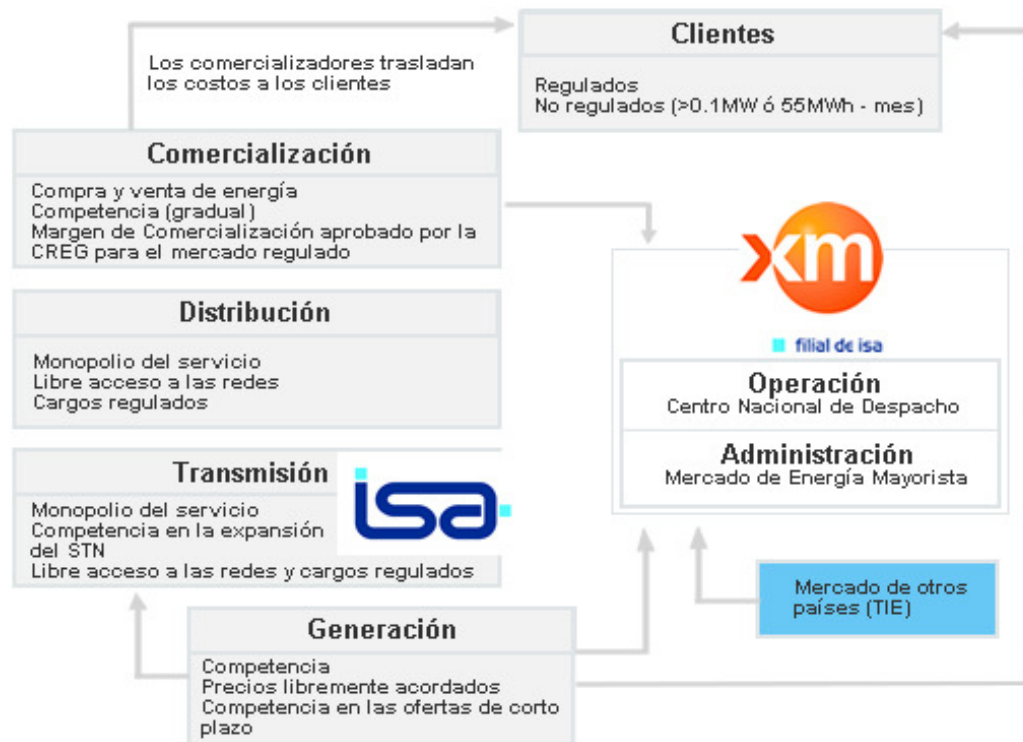 Clientes
Regulados
No regulados (>0.1MW ó 55MWh - mes)
Los comercializadores trasladan
los costos a los clientes
Comercialización
Compra y venta de energía
Competencia (gradual)
Margen de Comercialización aprobado por la
CREG para el mercado regulado
xm
filial de isa
Operación
Centro Nacional de Despacho
Administración
Mercado de Energía Mayorista
Distribución
Monopolio del servicio
Libre acceso a las redes
Cargos regulados
Transmisión
isa
Monopolio del servicio
Competencia en la expansión
del STN
Libre acceso a las redes y cargos regulados
Mercado de otros
países (TIE)
Generación
Competencia
Precios libremente acordados
Competencia en las ofertas de corto
plazo